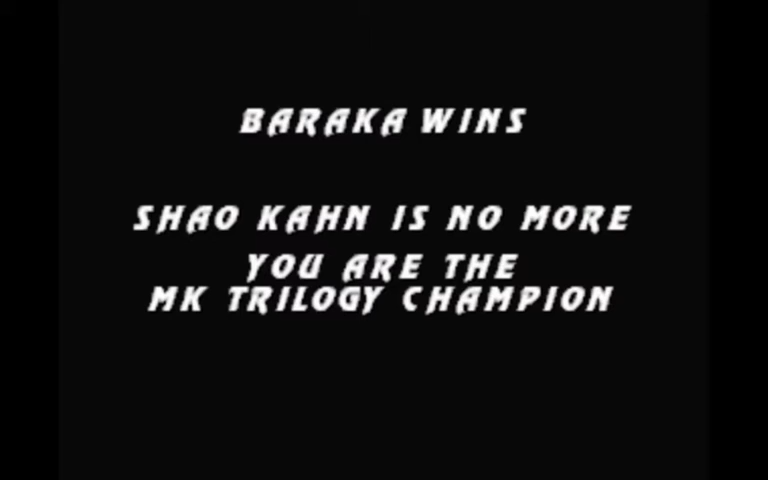 BARAKA WINS
SHAO KAHN IS NO MORE
YOU ARE THE
MK TRILOGY CHAMPION